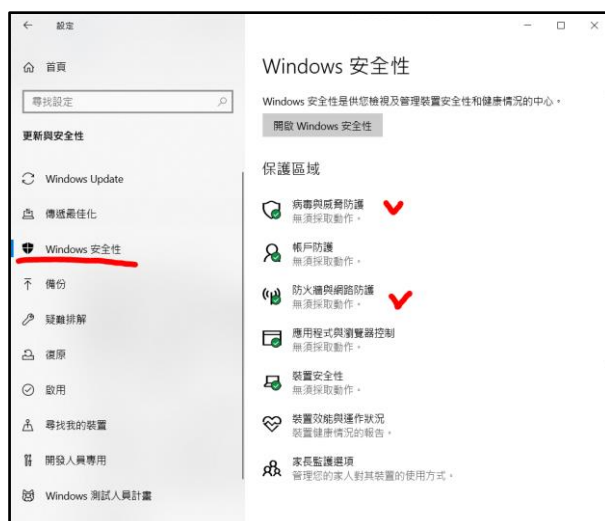 設定
首頁
尋找設定
更新與安全性
Windows Update
傳遞最佳化
Windows 安全性
備份
疑難排解
復原
啟用
尋找我的裝置
開發人員專用
Windows 測試人員計畫
Windows 安全性
Windows 安全性是供您檢視及管理裝置安全性和健康情況的中心。
開啟 Windows 安全性
保護區域
病毒與威脅防護
無須採取動作。
帳戶防護
無須採取動作。
防火牆與網路防護
無須採取動作。
應用程式與瀏覽器控制
無須採取動作。
裝置安全性
無須採取動作。
裝置效能與運作狀況
裝置健康情況的報告。
家長監護選項
管理您的家人對其裝置的使用方式。